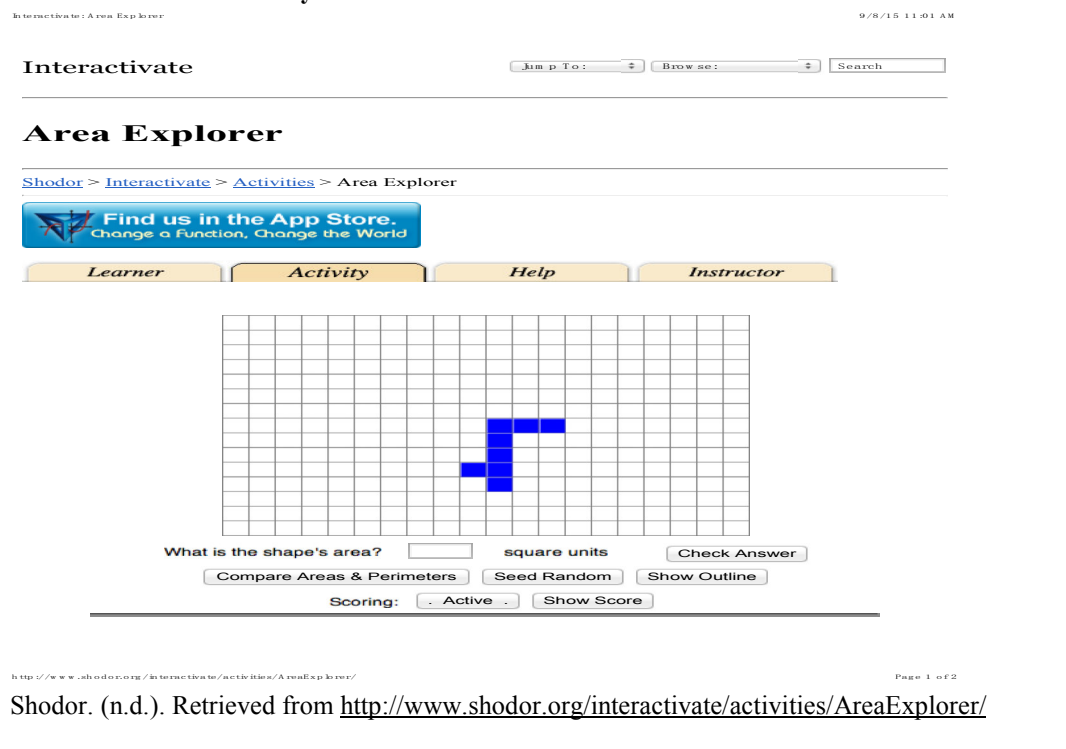 Interactivate: Area Explorer 9/8/15 11:01 AM
Interactivate Jump To: Browse: Search
Area Explorer
Shodor > Interactivate > Activities > Area Explorer
Find us in the App Store.
Change a Function, Change the World
Learner Activity Help Instructor
What is the shape's area? square units Check Answer
Compare Areas & Perimeters Seed Random Show Outline
Scoring: . Active . Show Score
http://www.shodor.org/interactivate/activities/AreaExplorer/ Page 1 of 2
Shodor. (n.d.). Retrieved from http://www.shodor.org/interactivate/activities/AreaExplorer/